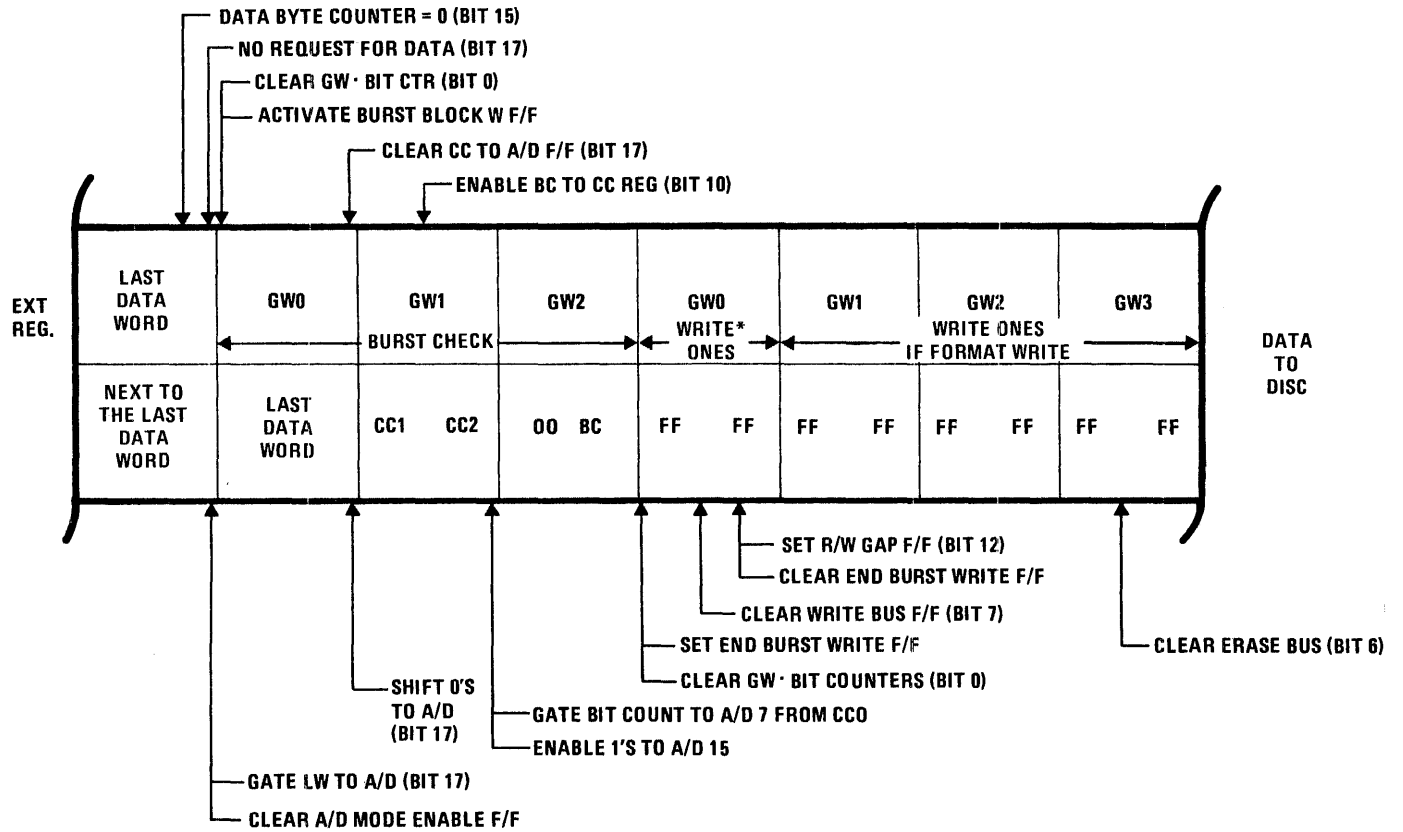 DATA BYTE COUNTER = 0 (BIT 15)
NO REQUEST FOR DATA (BIT 17)
CLEAR GW · BIT CTR (BIT 0)
ACTIVATE BURST BLOCK W F/F
CLEAR CC TO A/D F/F (BIT 17)
ENABLE BC TO CC REG (BIT 10)
EXT
REG.
LAST
DATA
WORD
GW0
GW1
GW2
GW0
GW1
GW2
GW3
BURST CHECK
WRITE*
ONES
WRITE ONES
IF FORMAT WRITE
DATA
TO
DISC
NEXT TO
THE LAST
DATA
WORD
LAST
DATA
WORD
CC1 CC2
00 BC
FF FF
FF FF
FF FF
FF FF
SET R/W GAP F/F (BIT 12)
CLEAR END BURST WRITE F/F
CLEAR WRITE BUS F/F (BIT 7)
SET END BURST WRITE F/F
CLEAR GW · BIT COUNTERS (BIT 0)
CLEAR ERASE BUS (BIT 6)
SHIFT 0'S
TO A/D
(BIT 17)
GATE BIT COUNT TO A/D 7 FROM CC0
ENABLE 1'S TO A/D 15
GATE LW TO A/D (BIT 17)
CLEAR A/D MODE ENABLE F/F